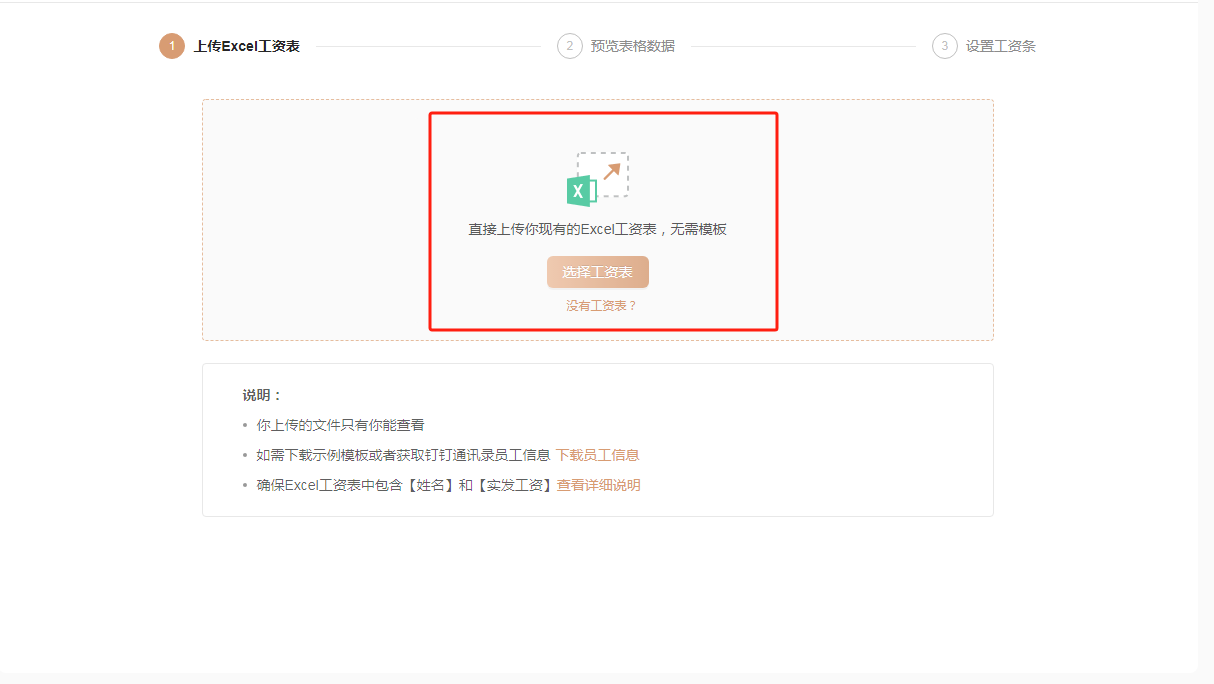 1 上传Excel工资表 2 预览表格数据 3 设置工资条
X
直接上传你现有的Excel工资表，无需模板
选择工资表
没有工资表？
说明：
• 你上传的文件只有你能查看
• 如需下载示例模板或者获取钉钉通讯录员工信息 下载员工信息
• 确保Excel工资表中包含【姓名】和【实发工资】查看详细说明